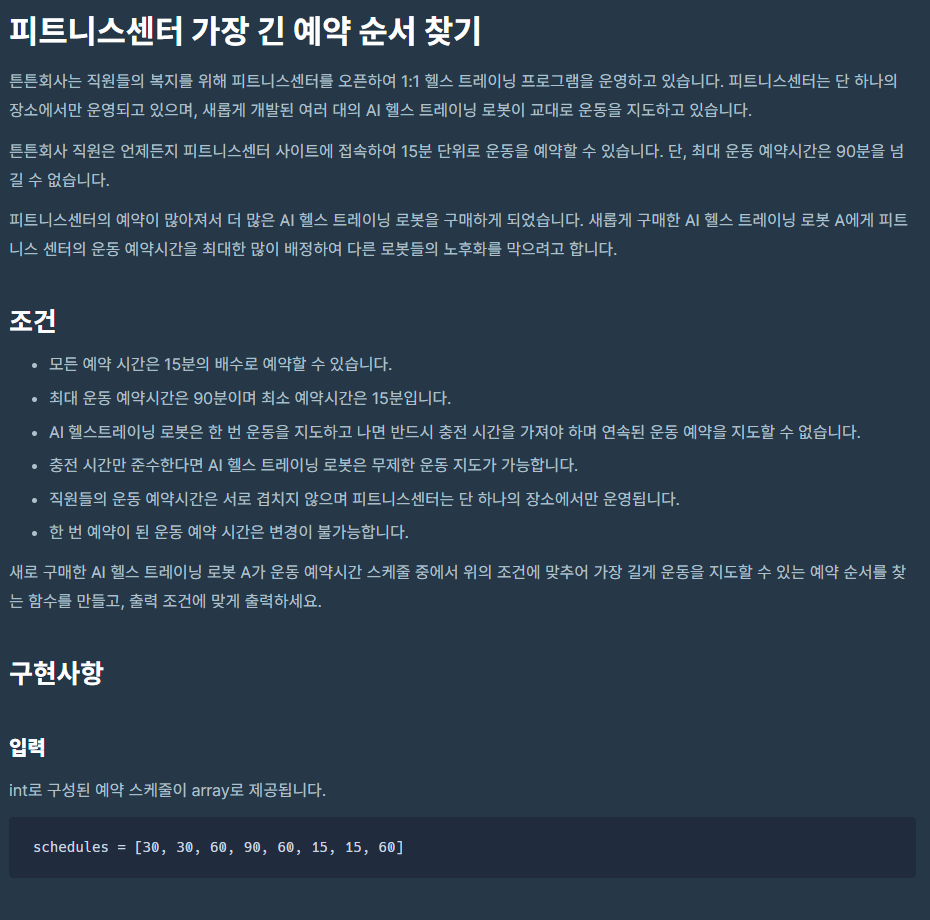 피트니스센터 가장 긴 예약 순서 찾기
튼튼회사는 직원들의 복지를 위해 피트니스센터를 오픈하여 1:1 헬스 트레이닝 프로그램을 운영하고 있습니다. 피트니스센터는 단 하나의
장소에서만 운영되고 있으며, 새롭게 개발된 여러 대의 AI 헬스 트레이닝 로봇이 교대로 운동을 지도하고 있습니다.
튼튼회사 직원은 언제든지 피트니스센터 사이트에 접속하여 15분 단위로 운동을 예약할 수 있습니다. 단, 최대 운동 예약시간은 90분을 넘
길 수 없습니다.
피트니스센터의 예약이 많아져서 더 많은 AI 헬스 트레이닝 로봇을 구매하게 되었습니다. 새롭게 구매한 AI 헬스 트레이닝 로봇 A에게 피트
니스 센터의 운동 예약시간을 최대한 많이 배정하여 다른 로봇들의 노후화를 막으려고 합니다.
조건
• 모든 예약 시간은 15분의 배수로 예약할 수 있습니다.
• 최대 운동 예약시간은 90분이며 최소 예약시간은 15분입니다.
• AI 헬스트레이닝 로봇은 한 번 운동을 지도하고 나면 반드시 충전 시간을 가져야 하며 연속된 운동 예약을 지도할 수 없습니다.
• 충전 시간만 준수한다면 AI 헬스 트레이닝 로봇은 무제한 운동 지도가 가능합니다.
• 직원들의 운동 예약시간은 서로 겹치지 않으며 피트니스센터는 단 하나의 장소에서만 운영됩니다.
• 한 번 예약이 된 운동 예약 시간은 변경이 불가능합니다.
새로 구매한 AI 헬스 트레이닝 로봇 A가 운동 예약시간 스케줄 중에서 위의 조건에 맞추어 가장 길게 운동을 지도할 수 있는 예약 순서를 찾
는 함수를 만들고, 출력 조건에 맞게 출력하세요.
구현사항
입력
int로 구성된 예약 스케줄이 array로 제공됩니다.
schedules = [30, 30, 60, 90, 60, 15, 15, 60]